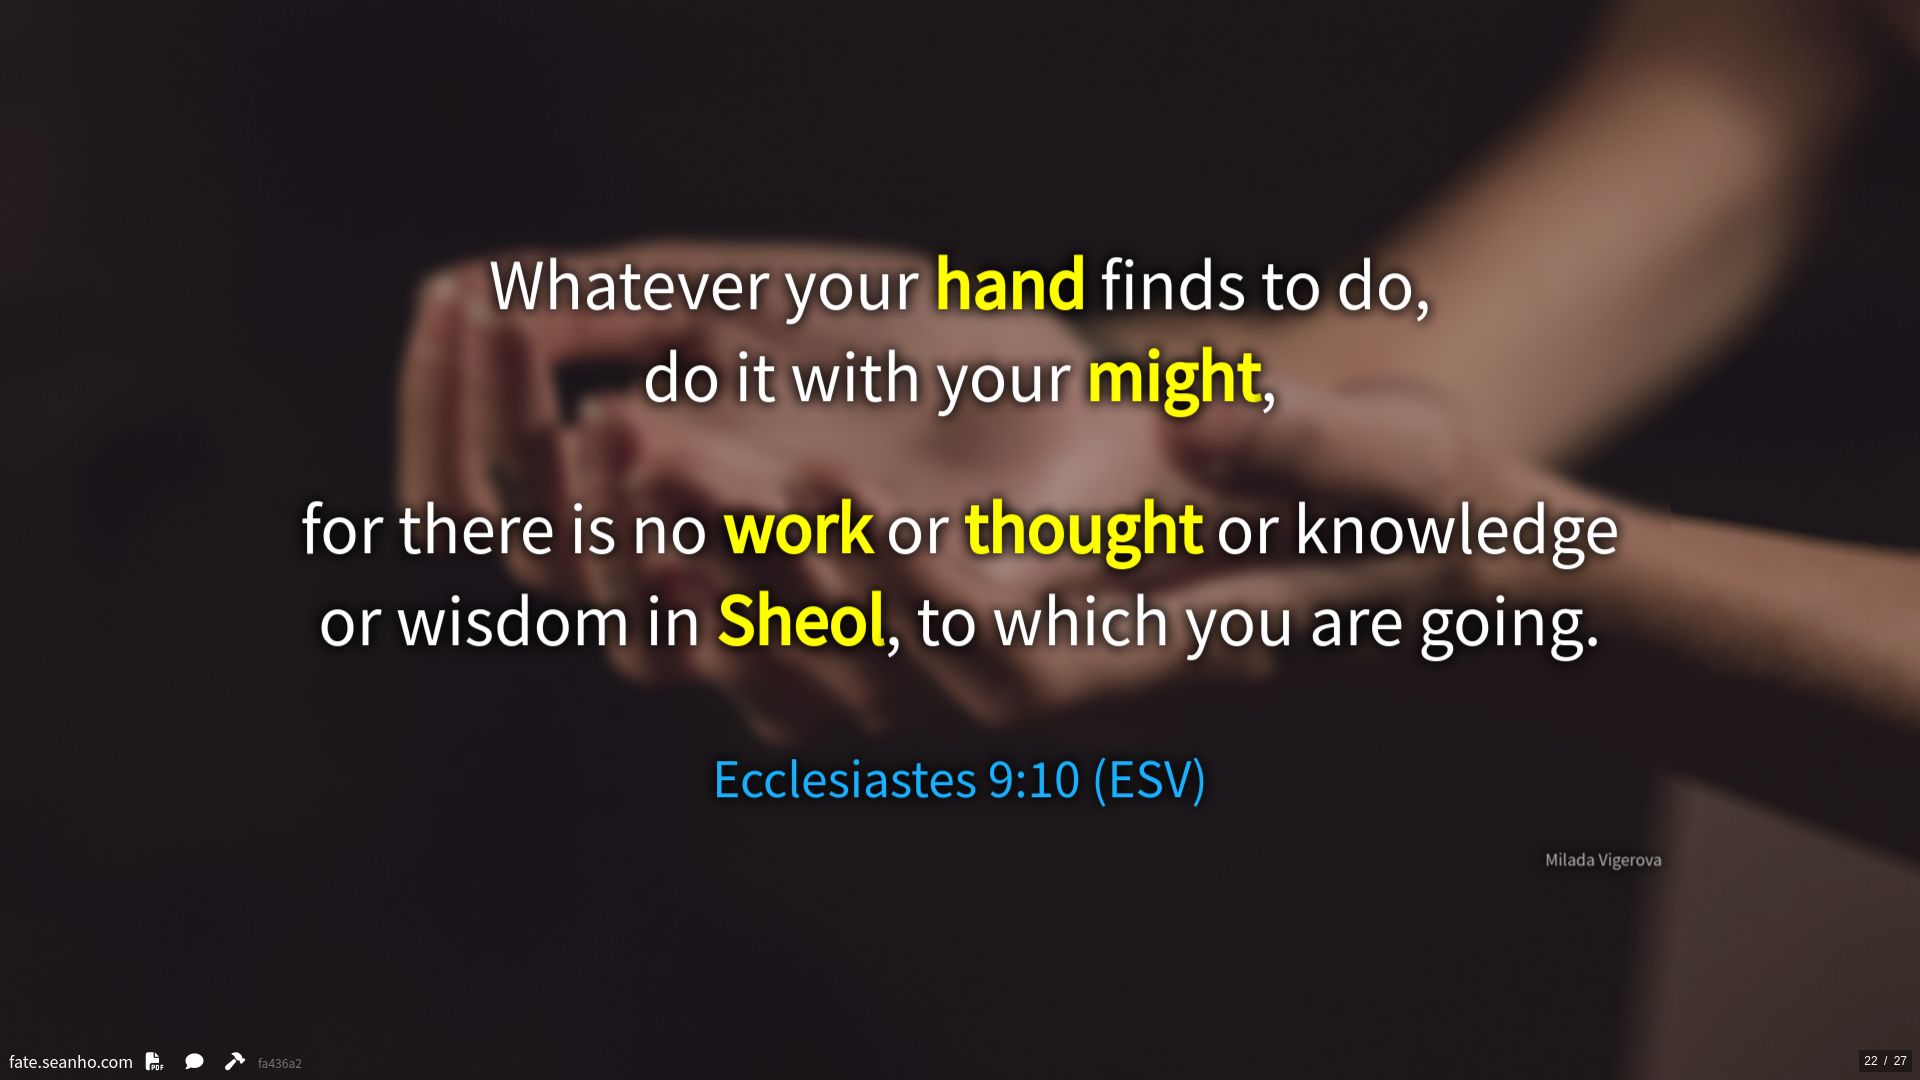 Whatever your hand finds to do,
do it with your might,
for there is no work or thought or knowledge
or wisdom in Sheol, to which you are going.
Ecclesiastes 9:10 (ESV)
Milada Vigerova
fate.seanho.com PDF fa436a2
22 / 27